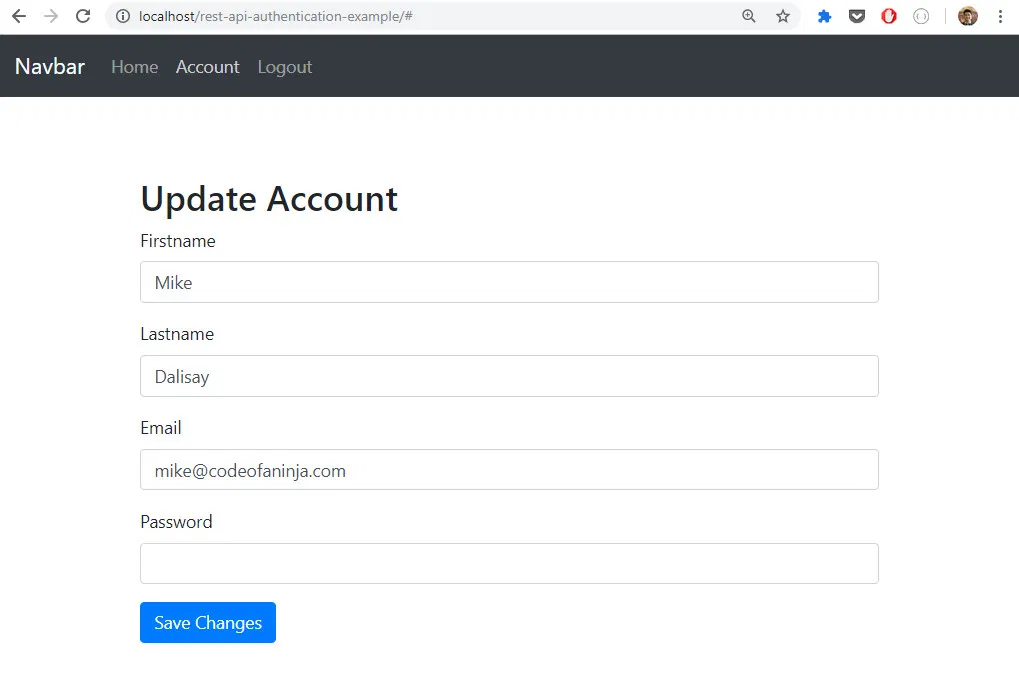 localhost/rest-api-authentication-example/#
Navbar Home Account Logout
Update Account
Firstname
Mike
Lastname
Dalisay
Email
mike@codeofaninja.com
Password
Save Changes